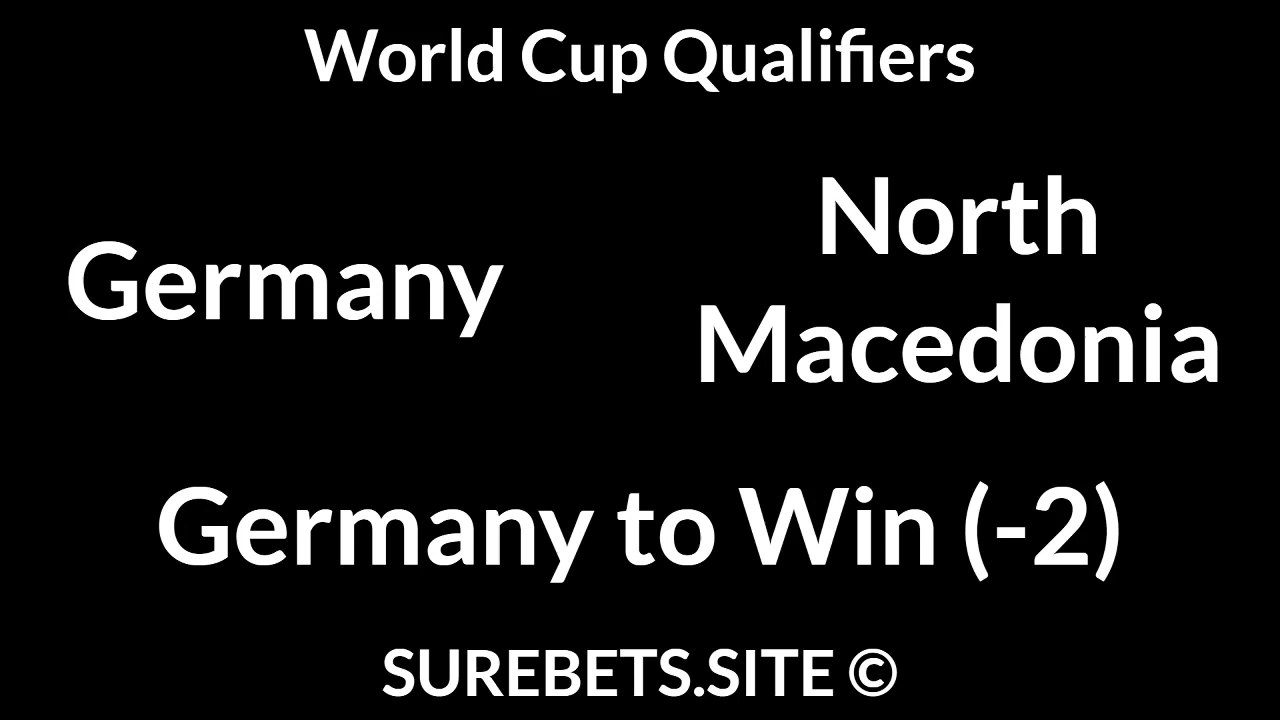 World Cup Qualifiers
Germany
North
Macedonia
Germany to Win (-2)
SUREBETS.SITE ©